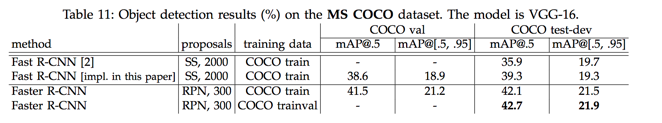 Table 11: Object detection results (%) on the MS COCO dataset. The model is VGG-16.
COCO val COCO test-dev
method proposals training data mAP@.5 mAP@[.5, .95] mAP@.5 mAP@[.5, .95]
Fast R-CNN [2] SS, 2000 COCO train - - 35.9 19.7
Fast R-CNN [impl. in this paper] SS, 2000 COCO train 38.6 18.9 39.3 19.3
Faster R-CNN RPN, 300 COCO train 41.5 21.2 42.1 21.5
Faster R-CNN RPN, 300 COCO trainval - - 42.7 21.9